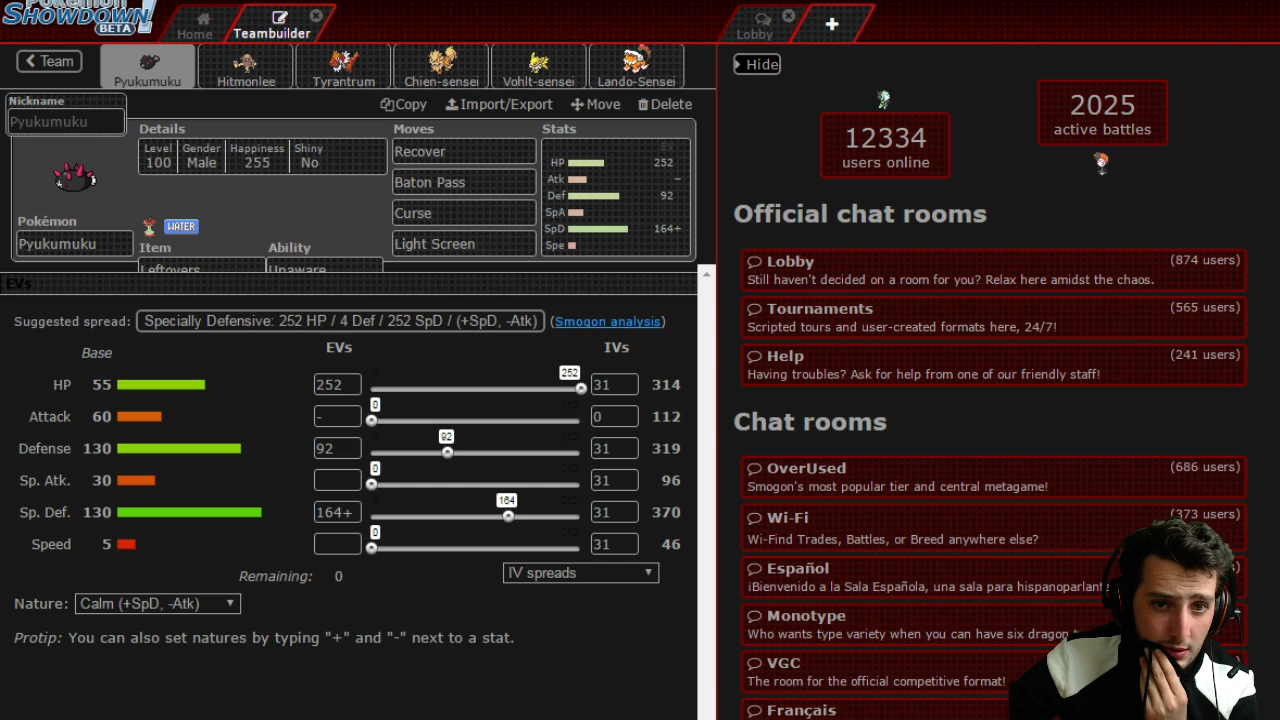 Pokémon
SHOWDOWN!
BETA
Home
Teambuilder
Lobby
+
Team
Pyukumuku
Hitmonlee
Tyrantrum
Chien-sensei
Vohlt-sensei
Lando-Sensei
Hide
Nickname
Pyukumuku
Copy
Import/Export
Move
Delete
Details
Level
100
Gender
Male
Happiness
255
Shiny
No
Moves
Recover
Baton Pass
Curse
Light Screen
Stats
EV
HP 252
Atk –
Def 92
SpA
SpD 164+
Spe
Pokémon
Pyukumuku
WATER
Item
Leftovers
Ability
Unaware
EVs
Suggested spread: Specially Defensive: 252 HP / 4 Def / 252 SpD / (+SpD, -Atk) (Smogon analysis)
Base EVs IVs
HP 55 252 252 31 314
Attack 60 - 0 0 112
Defense 130 92 92 31 319
Sp. Atk. 30 0 31 96
Sp. Def. 130 164+ 164 31 370
Speed 5 0 31 46
Remaining: 0
IV spreads
Nature: Calm (+SpD, -Atk)
Protip: You can also set natures by typing "+" and "-" next to a stat.
12334
users online
2025
active battles
Official chat rooms
Lobby (874 users)
Still haven't decided on a room for you? Relax here amidst the chaos.
Tournaments (565 users)
Scripted tours and user-created formats here, 24/7!
Help (241 users)
Having troubles? Ask for help from one of our friendly staff!
Chat rooms
OverUsed (686 users)
Smogon's most popular tier and central metagame!
Wi-Fi (373 users)
Wi-Find Trades, Battles, or Breed anywhere else?
Español
¡Bienvenido a la Sala Española, una sala para hispanoparlant
Monotype
Who wants type variety when you can have six dragon
VGC
The room for the official competitive format!
Français